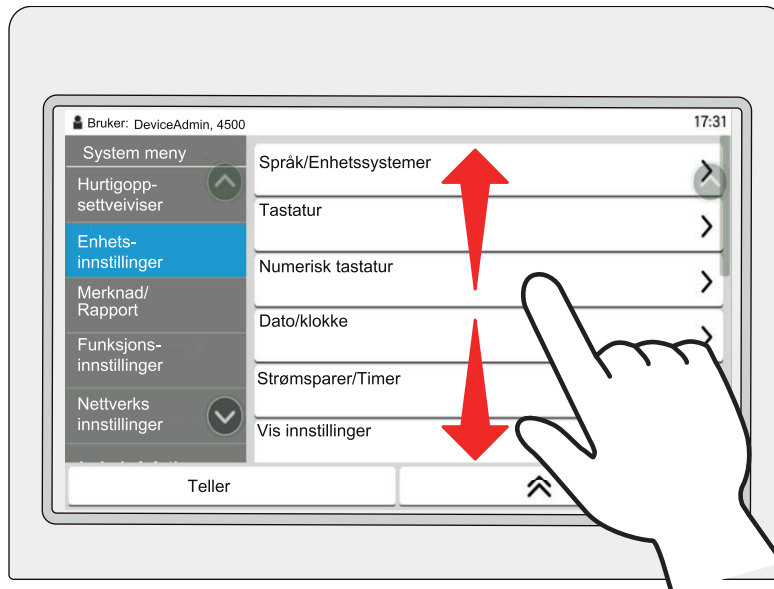 Bruker: DeviceAdmin, 4500
17:31
System meny
Hurtigopp-
settveiviser
Enhets-
innstillinger
Merknad/
Rapport
Funksjons-
innstillinger
Nettverks
innstillinger
Språk/Enhetssystemer
Tastatur
Numerisk tastatur
Dato/klokke
Strømsparer/Timer
Vis innstillinger
Teller